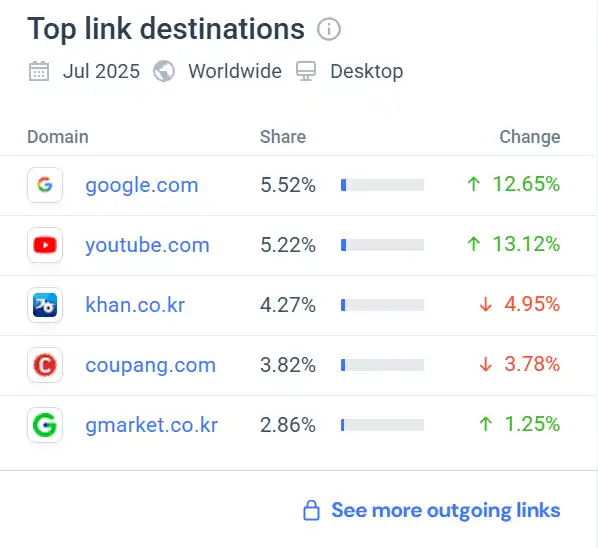 Top link destinations
Jul 2025 Worldwide Desktop
Domain Share Change
google.com 5.52% ↑ 12.65%
youtube.com 5.22% ↑ 13.12%
khan.co.kr 4.27% ↓ 4.95%
coupang.com 3.82% ↓ 3.78%
gmarket.co.kr 2.86% ↑ 1.25%
See more outgoing links